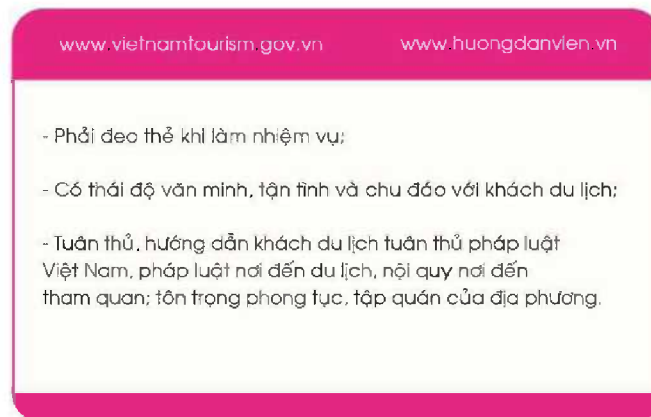 www.vietnamtourism.gov.vn www.huongdanvien.vn
- Phải đeo thẻ khi làm nhiệm vụ;
- Có thái độ văn minh, tận tình và chu đáo với khách du lịch;
- Tuân thủ, hướng dẫn khách du lịch tuân thủ pháp luật
Việt Nam, pháp luật nơi đến du lịch, nội quy nơi đến
tham quan; tôn trọng phong tục, tập quán của địa phương.